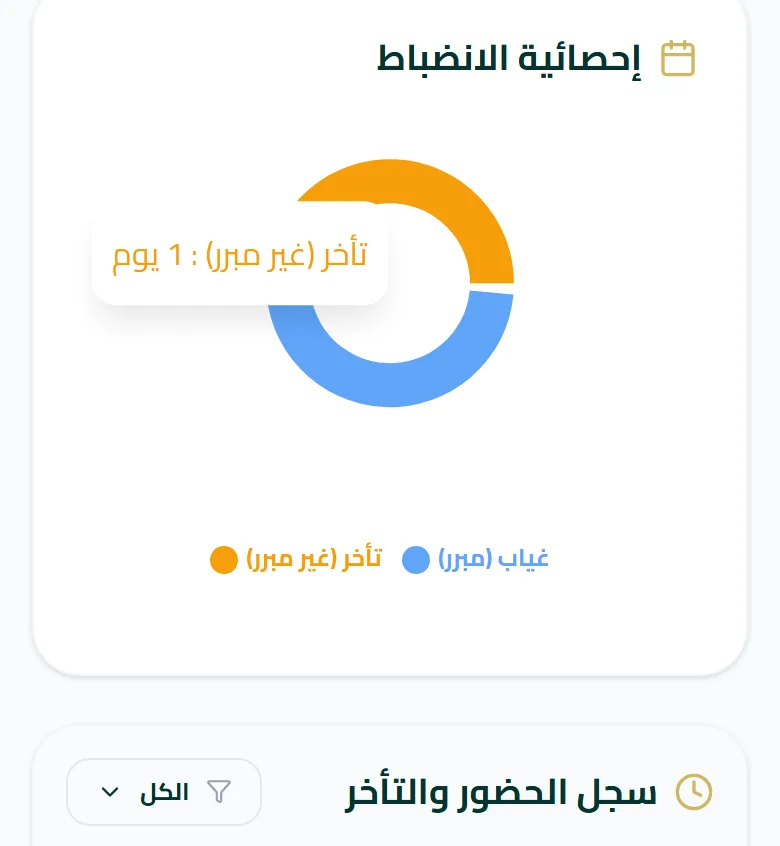 إحصائية الانضباط
تأخر (غير مبرر) : 1 يوم
غياب (مبرر) تأخر (غير مبرر)
سجل الحضور والتأخر
الكل